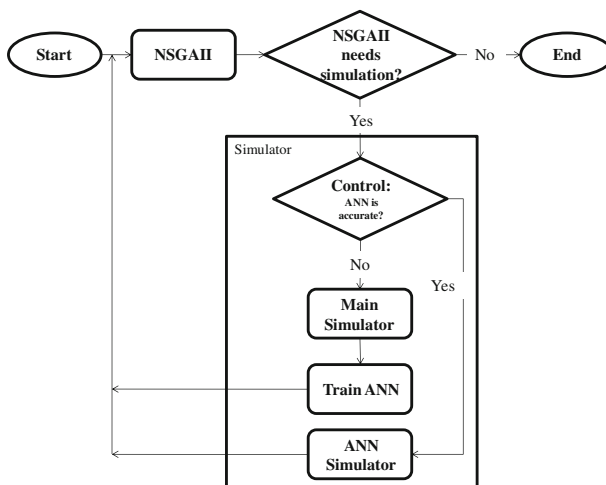 Start
NSGAII
NSGAII
needs
simulation?
No
End
Yes
Simulator
Control:
ANN is
accurate?
No
Yes
Main
Simulator
Train ANN
ANN
Simulator